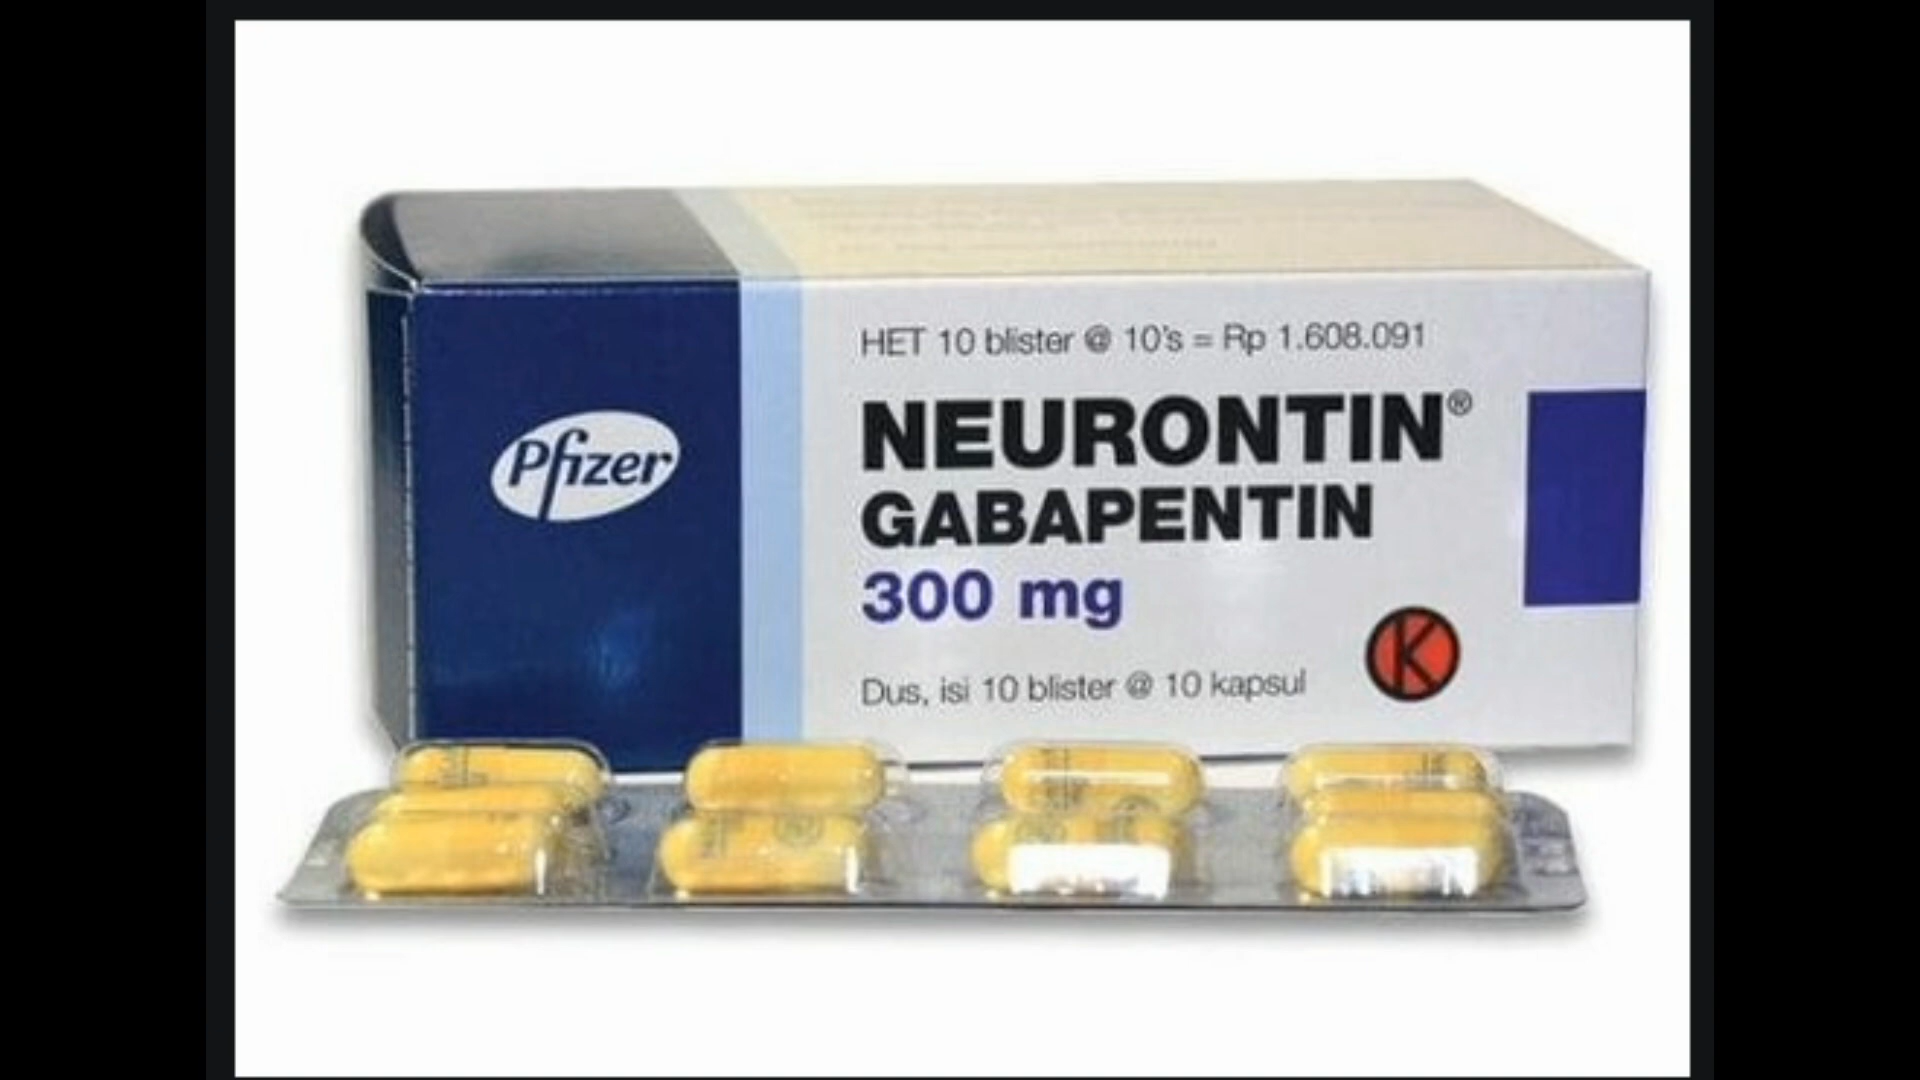 HET 10 blister @ 10's = Rp 1.608.091
Pfizer
NEURONTIN®
GABAPENTIN
300 mg
K
Dus, isi 10 blister @ 10 kapsul